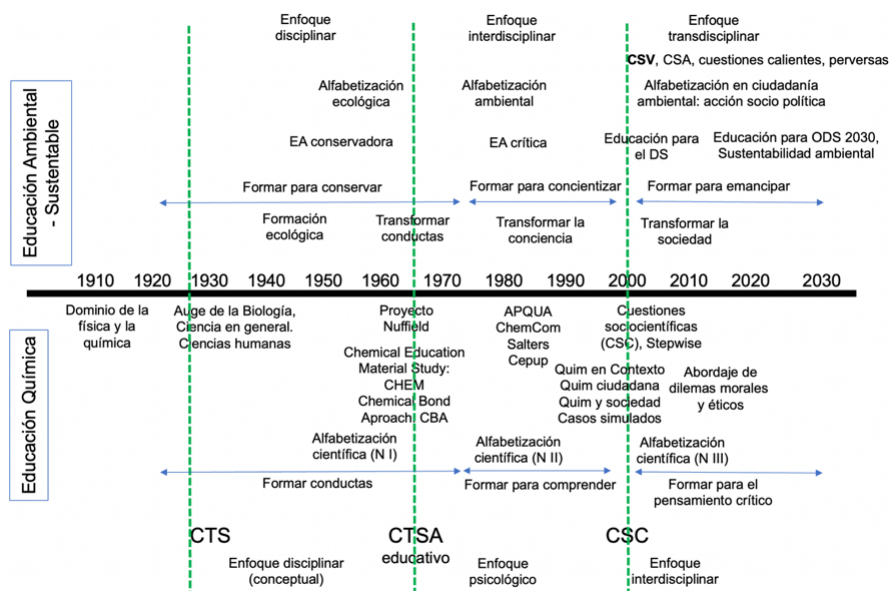 Enfoque
disciplinar
Enfoque
interdisciplinar
Enfoque
transdisciplinar
CSV, CSA, cuestiones calientes, perversas
Educación Ambiental
- Sustentable
Alfabetización
ecológica
Alfabetización
ambiental
Alfabetización en ciudadanía
ambiental: acción socio política
EA conservadora
EA crítica
Educación para
el DS
Educación para ODS 2030,
Sustentabilidad ambiental
Formar para conservar
Formar para concientizar
Formar para emancipar
Formación
ecológica
Transformar
conductas
Transformar la
conciencia
Transformar la
sociedad
1910 1920 1930 1940 1950 1960 1970 1980 1990 2000 2010 2020 2030
Educación Química
Dominio de la
física y la
química
Auge de la Biología,
Ciencia en general.
Ciencias humanas
Proyecto
Nuffield
Chemical Education
Material Study:
CHEM
Chemical Bond
Aproach: CBA
APQUA
ChemCom
Salters
Cepup
Cuestiones
sociocientíficas
(CSC), Stepwise
Quim en Contexto
Quim ciudadana
Quim y sociedad
Casos simulados
Abordaje de
dilemas morales
y éticos
Alfabetización
científica (N I)
Alfabetización
científica (N II)
Alfabetización
científica (N III)
Formar conductas
Formar para comprender
Formar para el
pensamiento crítico
CTS
CTSA
educativo
CSC
Enfoque disciplinar
(conceptual)
Enfoque
psicológico
Enfoque
interdisciplinar